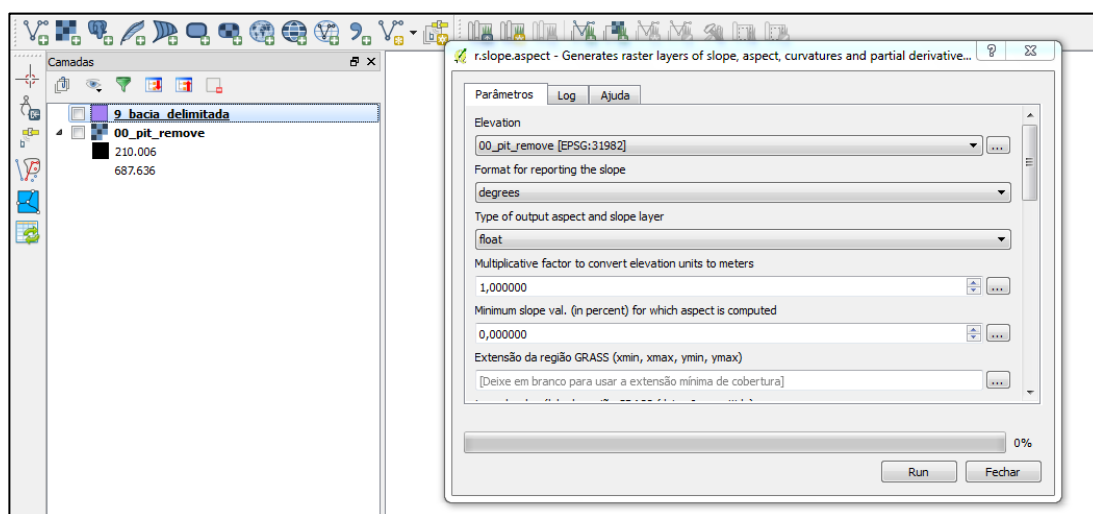 Camadas
9_bacia_delimitada
00_pit_remove
210.006
687.636
r.slope.aspect - Generates raster layers of slope, aspect, curvatures and partial derivative...
Parâmetros
Log
Ajuda
Elevation
00_pit_remove [EPSG:31982]
...
Format for reporting the slope
degrees
Type of output aspect and slope layer
float
Multiplicative factor to convert elevation units to meters
1,000000
...
Minimum slope val. (in percent) for which aspect is computed
0,000000
...
Extensão da região GRASS (xmin, xmax, ymin, ymax)
[Deixe em branco para usar a extensão mínima de cobertura]
...
0%
Run
Fechar